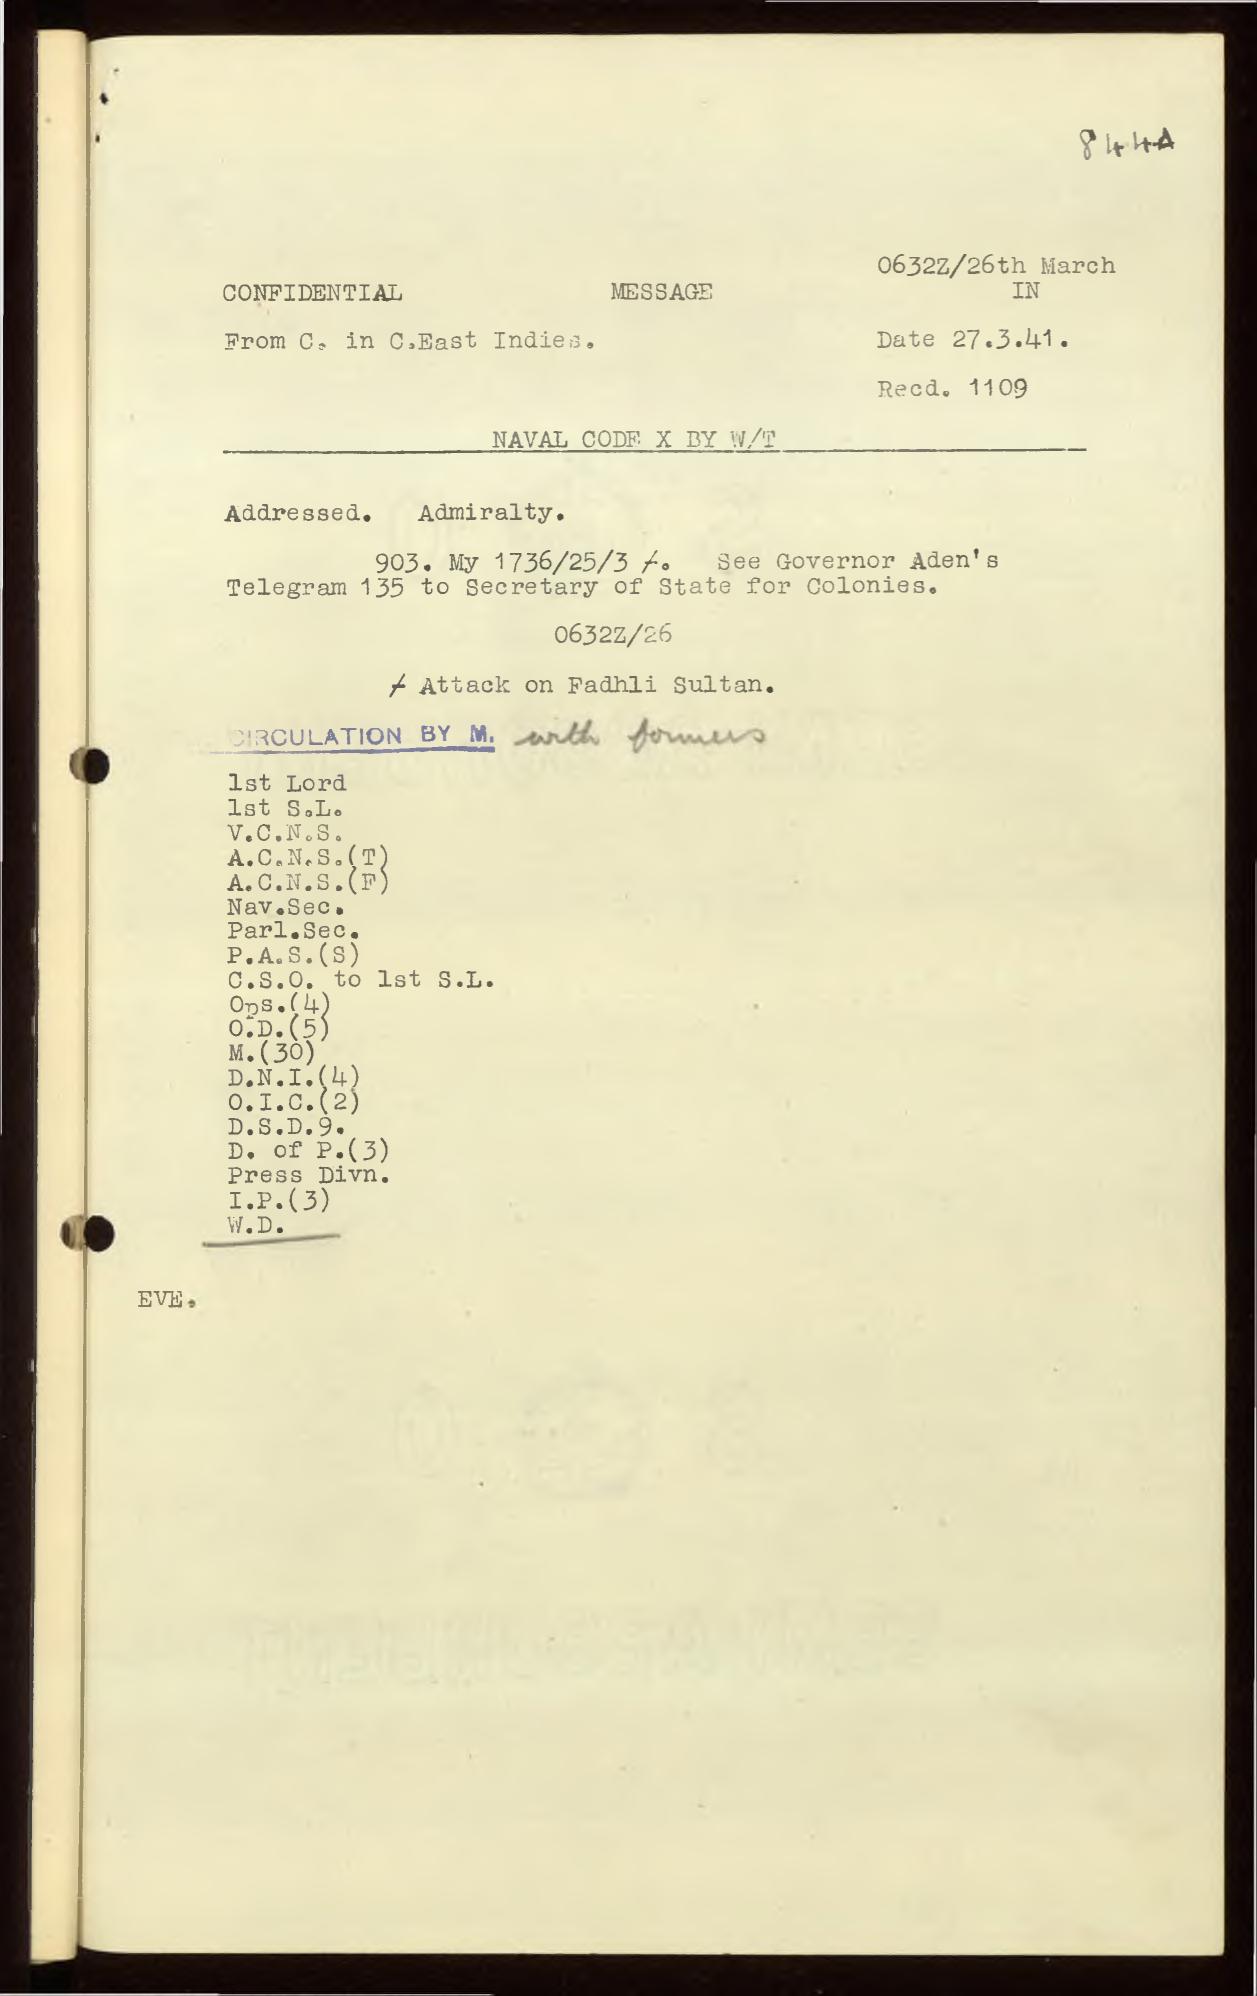 844A
0632Z/26th March
CONFIDENTIAL MESSAGE IN
From C. in C.East Indies. Date 27.3.41.
Recd. 1109
NAVAL CODE X BY W/T
Addressed. Admiralty.
903. My 1736/25/3 ⌿. See Governor Aden's
Telegram 135 to Secretary of State for Colonies.
0632Z/26
⌿ Attack on Fadhli Sultan.
CIRCULATION BY M. with formers
1st Lord
1st S.L.
V.C.N.S.
A.C.N.S.(T)
A.C.N.S.(F)
Nav.Sec.
Parl.Sec.
P.A.S.(S)
C.S.O. to 1st S.L.
Ops.(4)
O.D.(5)
M.(30)
D.N.I.(4)
O.I.C.(2)
D.S.D.9.
D. of P.(3)
Press Divn.
I.P.(3)
W.D.
EVE.